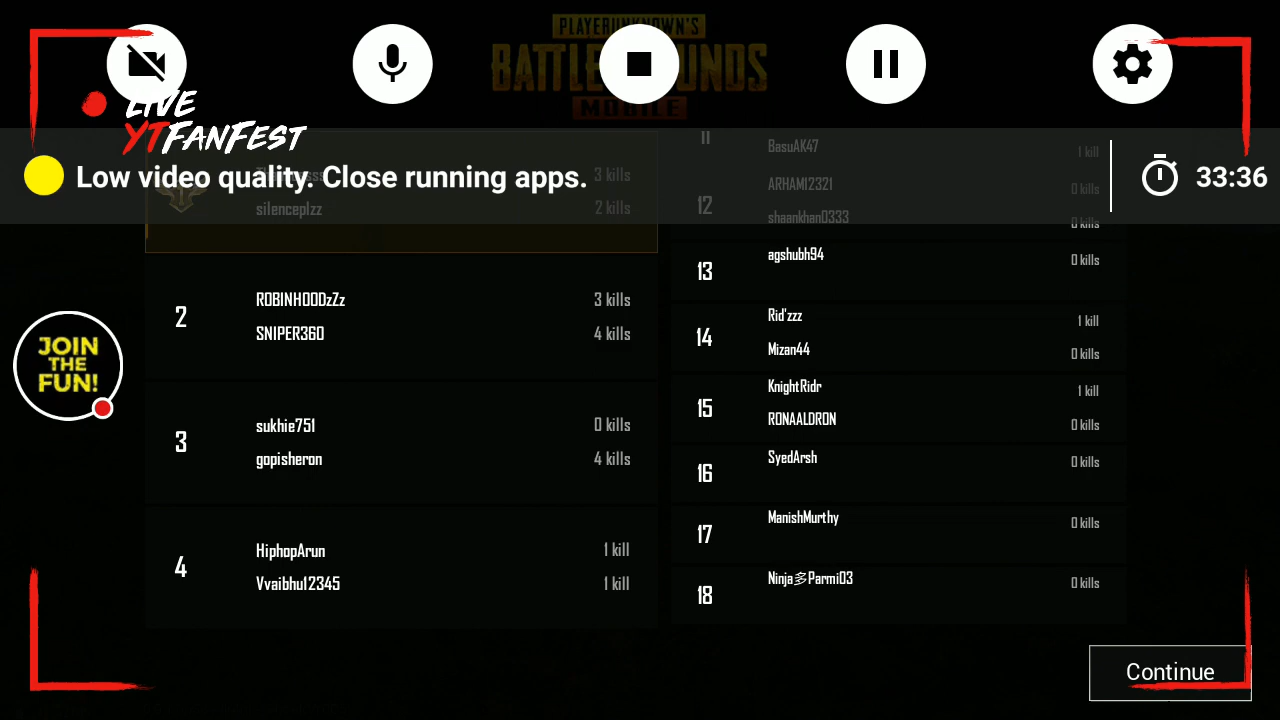 PLAYERUNKNOWN'S
BATTLEGROUNDS
MOBILE
LIVE
YTFANFEST
Low video quality. Close running apps.
33:36
3 kills
silenceplzz 2 kills
2
ROBINHOODzZz 3 kills
SNIPER360 4 kills
3
sukhie751 0 kills
gopisheron 4 kills
4
HiphopArun 1 kill
Vvaibhu12345 1 kill
11
BasuAK47 1 kill
12
ARHAM12321 0 kills
shaankhan0333 0 kills
13
agshubh94 0 kills
14
Rid'zzz 1 kill
Mizan44 0 kills
15
KnightRidr 1 kill
RONAALDRON 0 kills
16
SyedArsh 0 kills
17
ManishMurthy 0 kills
18
Ninja多Parmi03 0 kills
JOIN
THE
FUN!
Continue